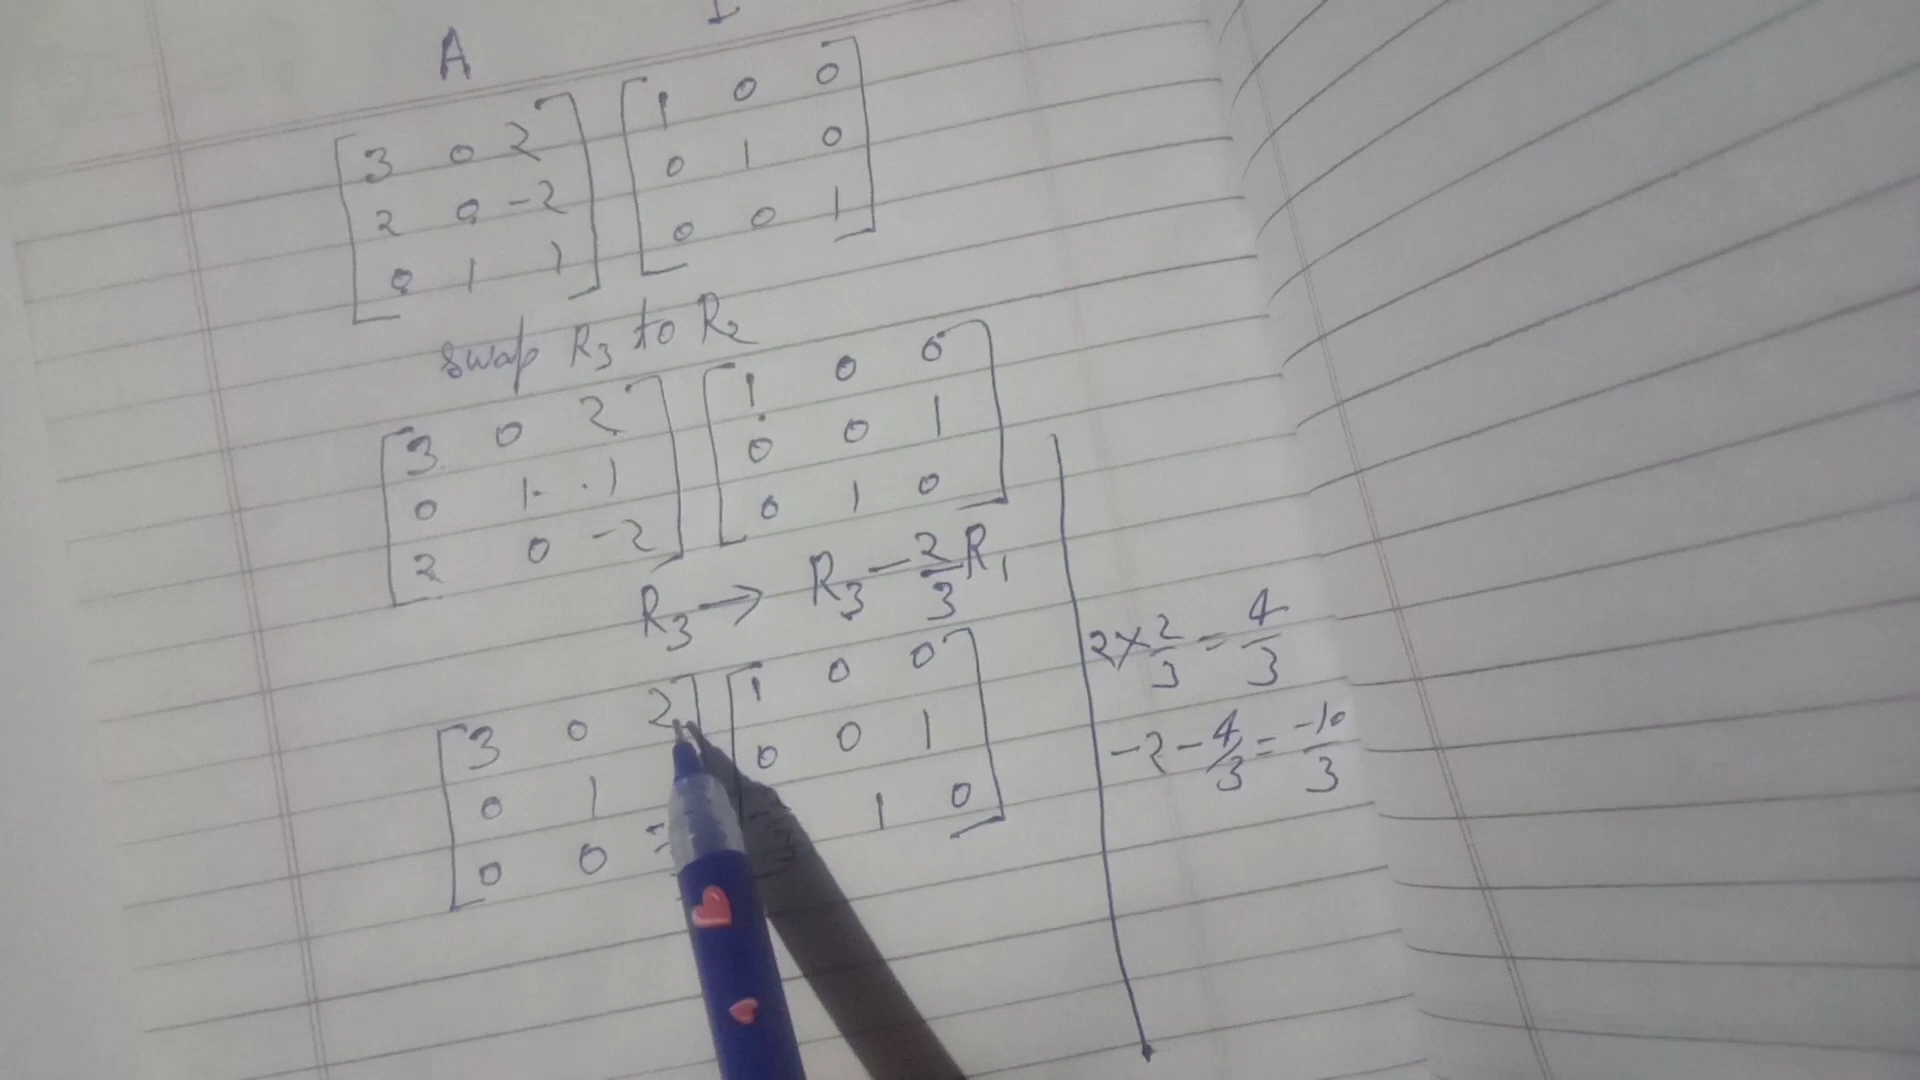 A I
3 0 2 1 0 0
2 0 -2 0 1 0
0 1 1 0 0 1
swap R3 to R2
3 0 2 1 0 0
0 1 1 0 0 1
2 0 -2 0 1 0
R3 → R3 - 2/3 R1
3 0 2 1 0 0
0 1 0 0 1
0 0 1 0
2 × 2/3 = 4/3
-2 - 4/3 = -10/3